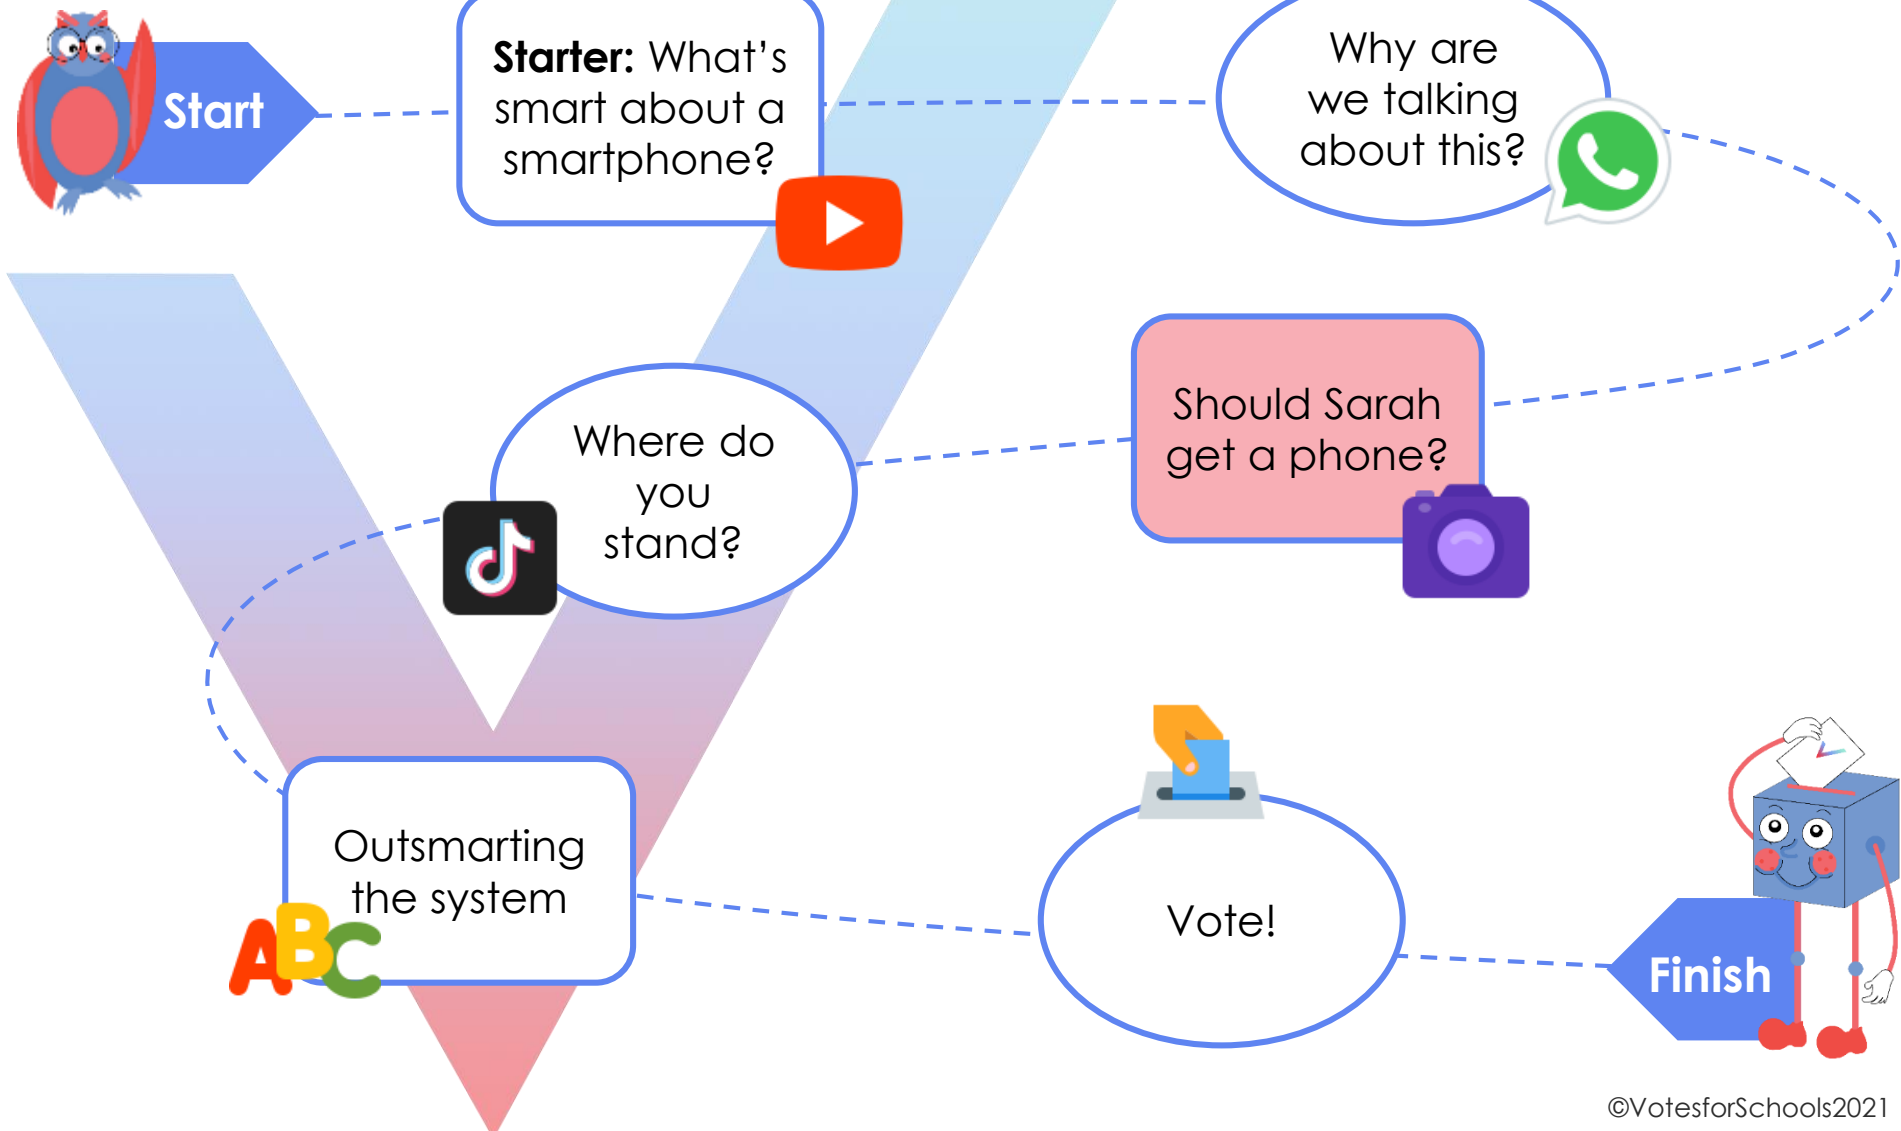 Start
Starter: What's
smart about a
smartphone?
Why are
we talking
about this?
Should Sarah
get a phone?
Where do
you
stand?
Outsmarting
the system
ABC
Vote!
Finish
©VotesforSchools2021